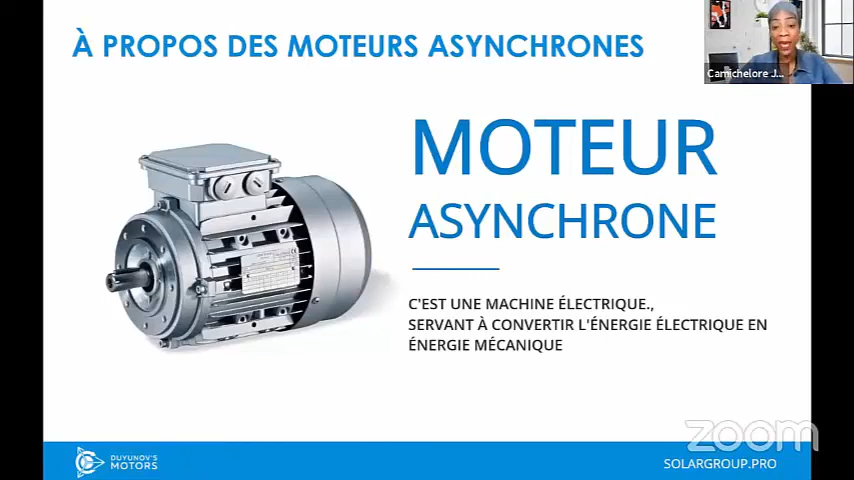 À PROPOS DES MOTEURS ASYNCHRONES
Camichelore J...
MOTEUR
ASYNCHRONE
C'EST UNE MACHINE ÉLECTRIQUE.,
SERVANT À CONVERTIR L'ÉNERGIE ÉLECTRIQUE EN
ÉNERGIE MÉCANIQUE
zoom
DUYUNOV'S
MOTORS
SOLARGROUP.PRO